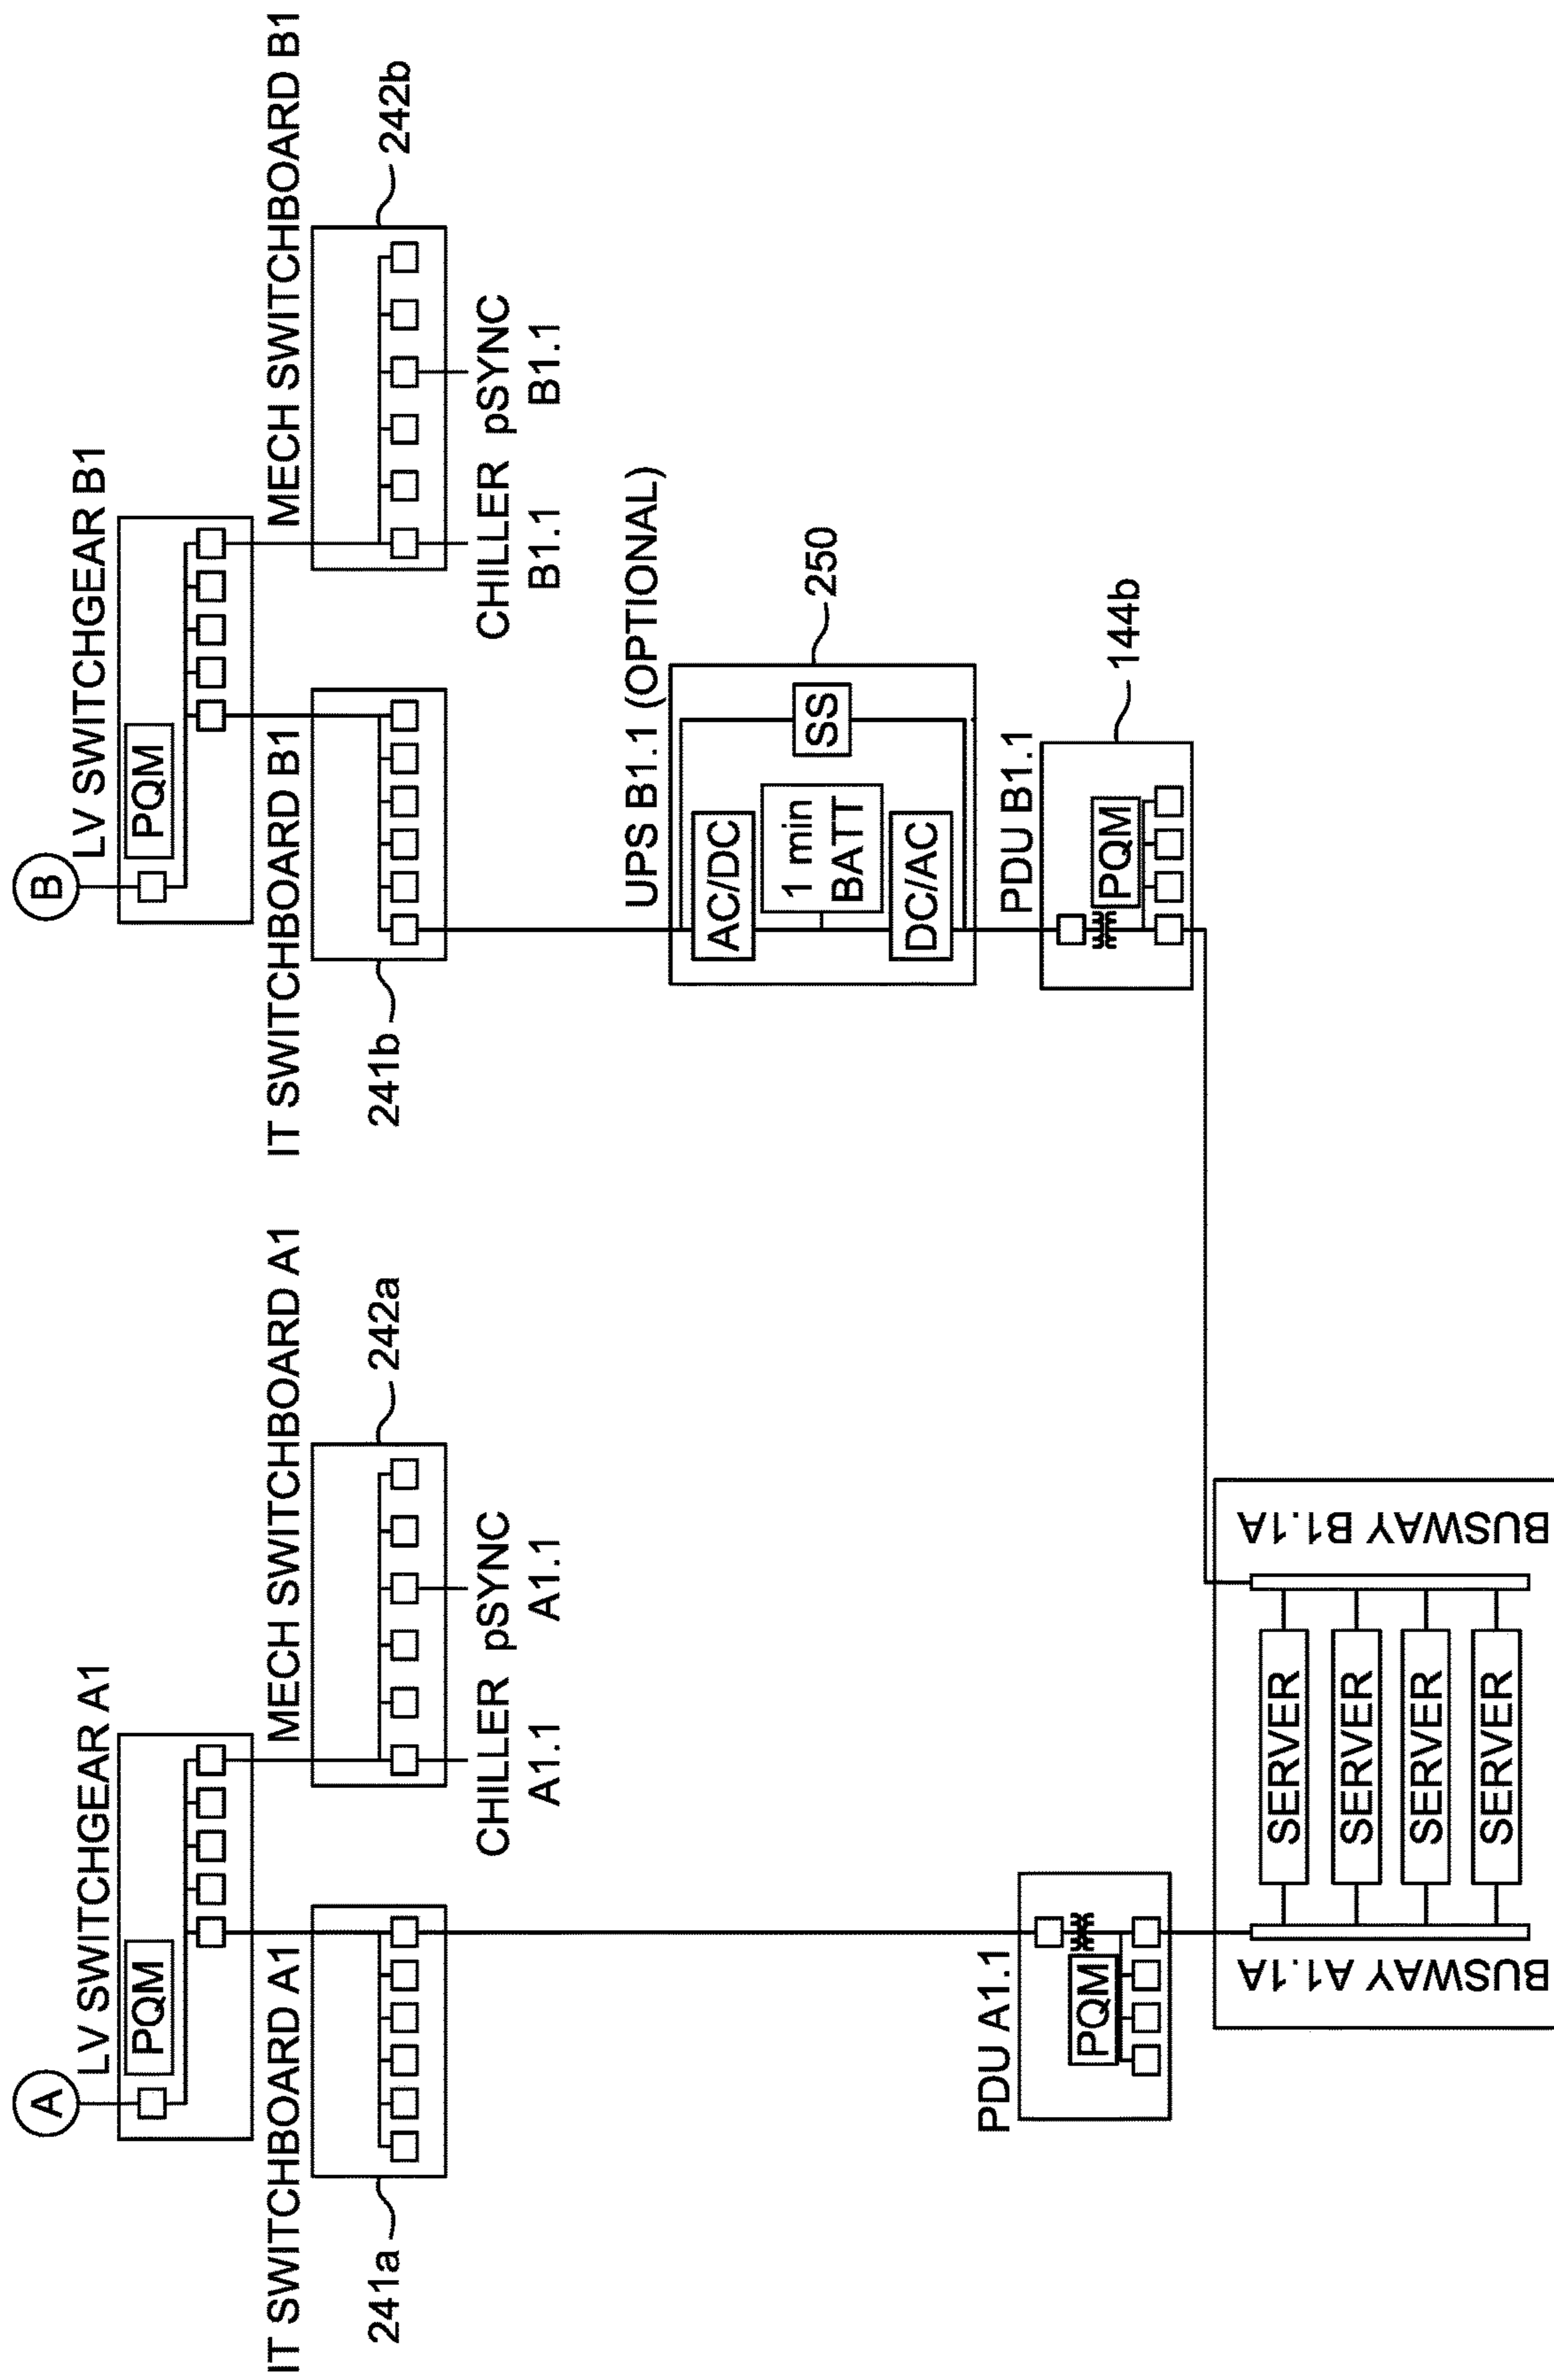 A
LV SWITCHGEAR A1
PQM
IT SWITCHBOARD A1
241a
MECH SWITCHBOARD A1
242a
CHILLER
A1.1
pSYNC
A1.1
PDU A1.1
PQM
B
LV SWITCHGEAR B1
PQM
IT SWITCHBOARD B1
241b
MECH SWITCHBOARD B1
242b
CHILLER
B1.1
pSYNC
B1.1
UPS B1.1 (OPTIONAL)
250
AC/DC
1 min
BATT
DC/AC
SS
PDU B1.1
144b
PQM
BUSWAY A1.1A
SERVER
SERVER
SERVER
SERVER
BUSWAY B1.1A